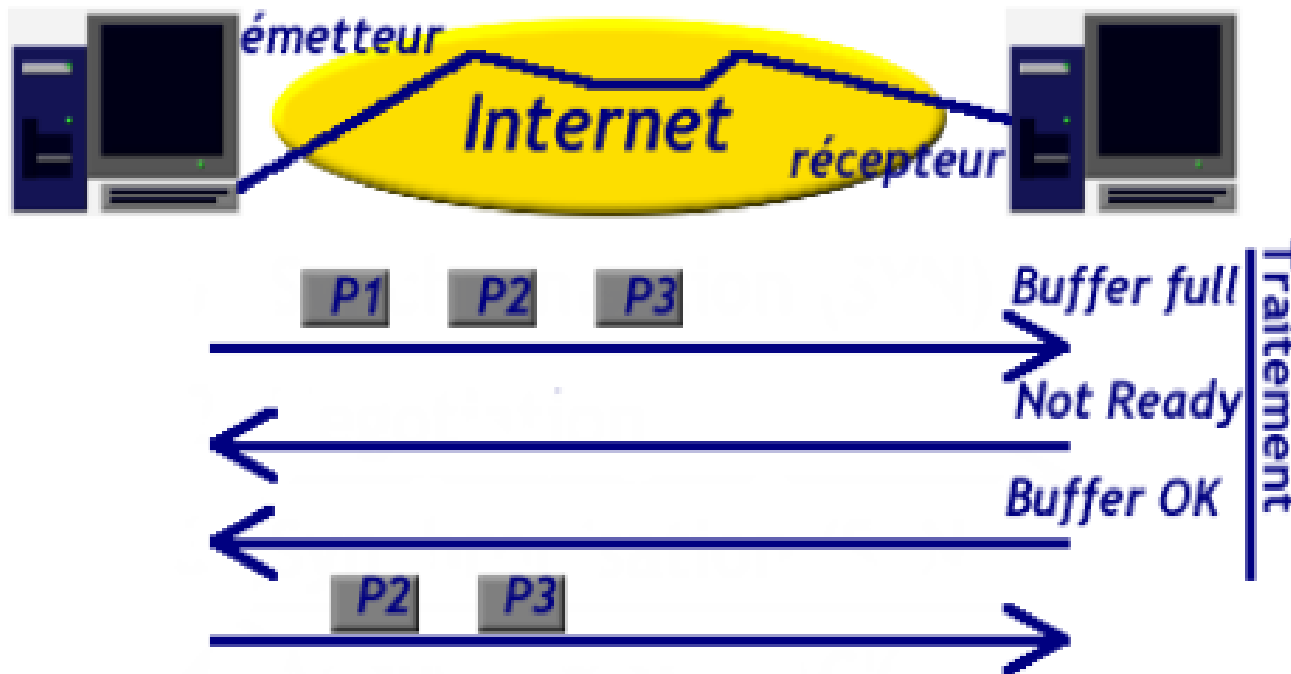 émetteur
Internet
récepteur
P1 P2 P3
Buffer full
Not Ready
Buffer OK
Traitement
P2 P3